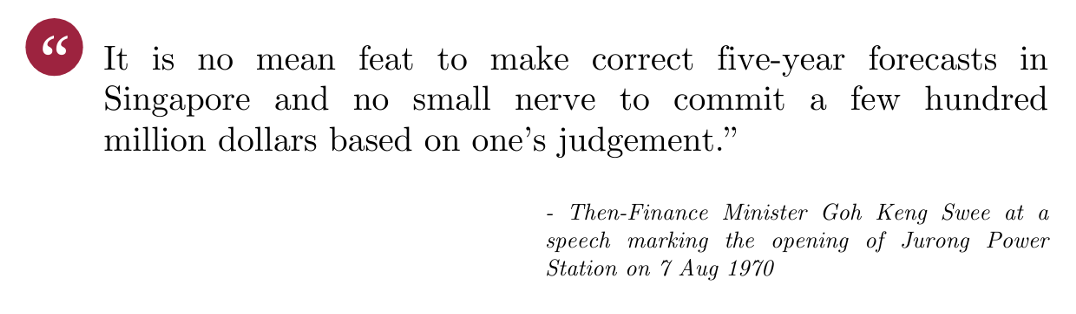 “
It is no mean feat to make correct five-year forecasts in
Singapore and no small nerve to commit a few hundred
million dollars based on one’s judgement.”
- Then-Finance Minister Goh Keng Swee at a
speech marking the opening of Jurong Power
Station on 7 Aug 1970